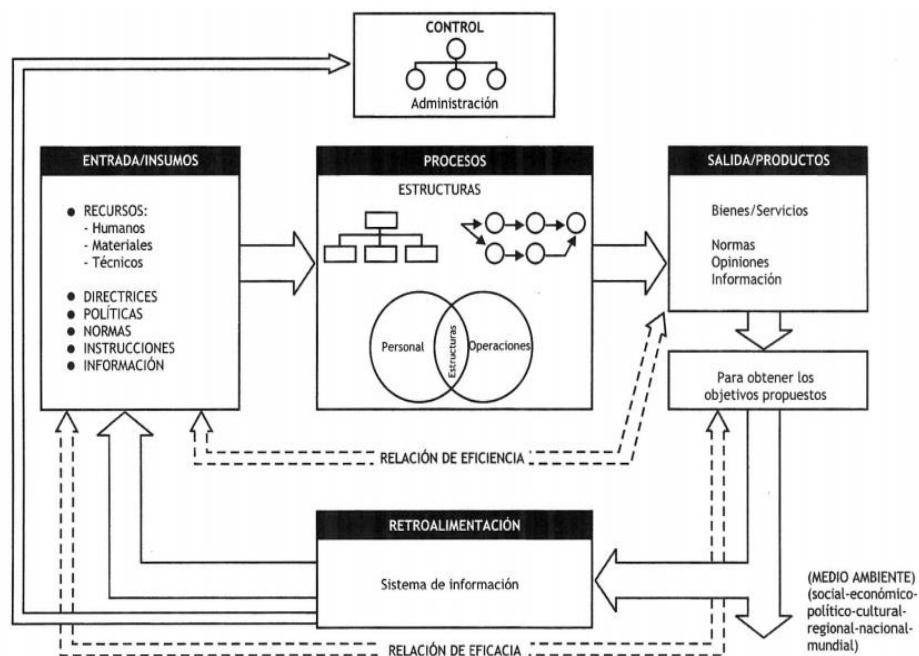 CONTROL
Administración
ENTRADA/INSUMOS
● RECURSOS:
- Humanos
- Materiales
- Técnicos
● DIRECTRICES
● POLÍTICAS
● NORMAS
● INSTRUCCIONES
● INFORMACIÓN
PROCESOS
ESTRUCTURAS
Personal
Estructuras
Operaciones
SALIDA/PRODUCTOS
Bienes/Servicios
Normas
Opiniones
Información
Para obtener los
objetivos propuestos
RELACIÓN DE EFICIENCIA
RETROALIMENTACIÓN
Sistema de información
(MEDIO AMBIENTE)
(social-económico-
político-cultural-
regional-nacional-
mundial)
RELACIÓN DE EFICACIA